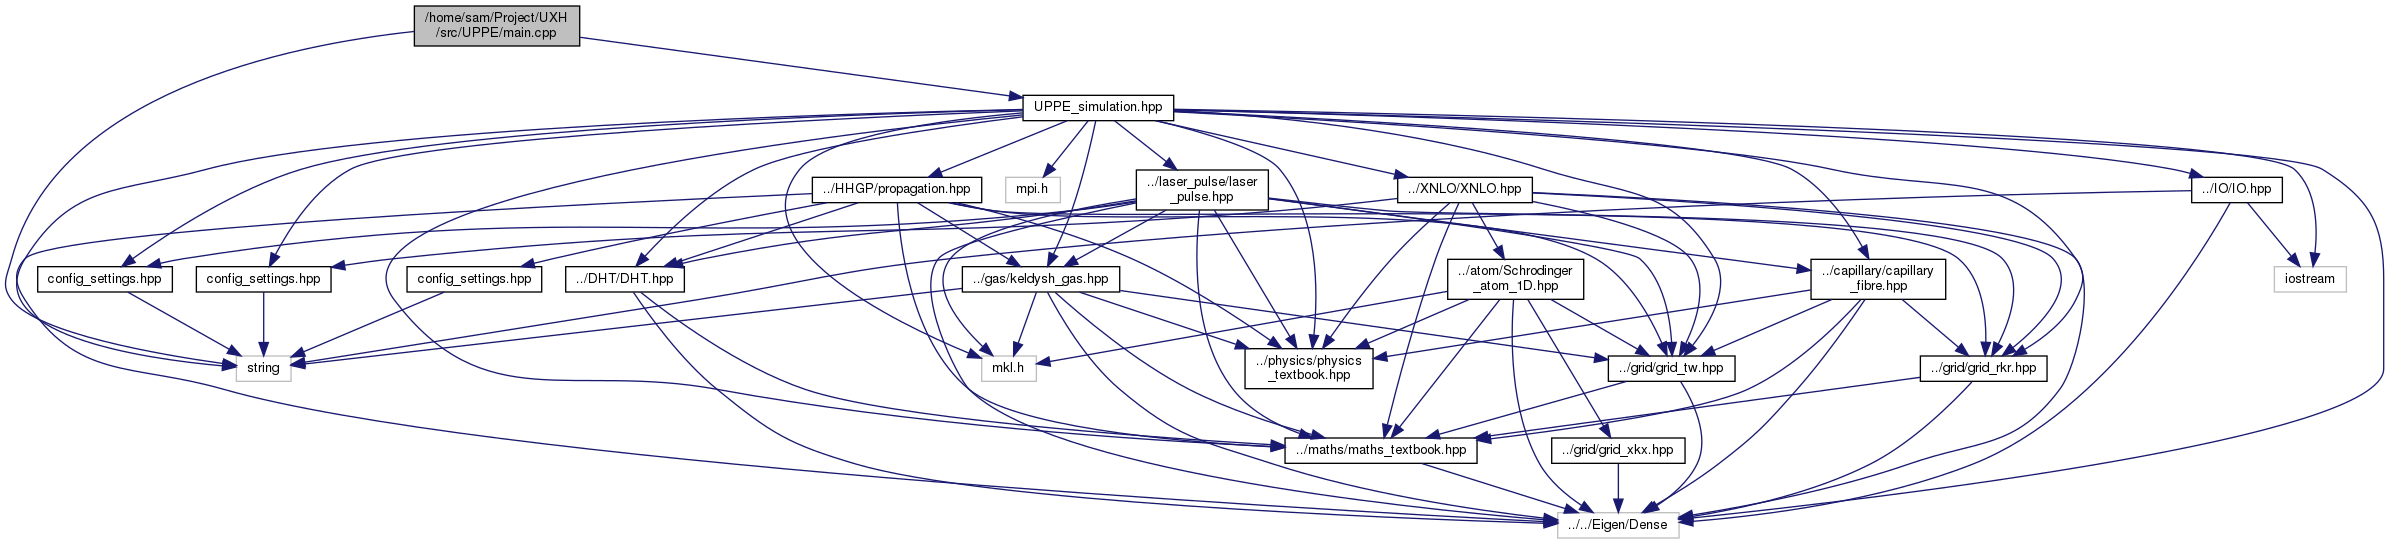 /home/sam/Project/UXH
/src/UPPE/main.cpp
UPPE_simulation.hpp
../HHGP/propagation.hpp
mpi.h
../laser_pulse/laser
_pulse.hpp
../XNLO/XNLO.hpp
../IO/IO.hpp
config_settings.hpp
config_settings.hpp
config_settings.hpp
../DHT/DHT.hpp
../gas/keldysh_gas.hpp
../atom/Schrodinger
_atom_1D.hpp
../capillary/capillary
_fibre.hpp
iostream
string
mkl.h
../physics/physics
_textbook.hpp
../grid/grid_tw.hpp
../grid/grid_rkr.hpp
../maths/maths_textbook.hpp
../grid/grid_xkx.hpp
../../Eigen/Dense